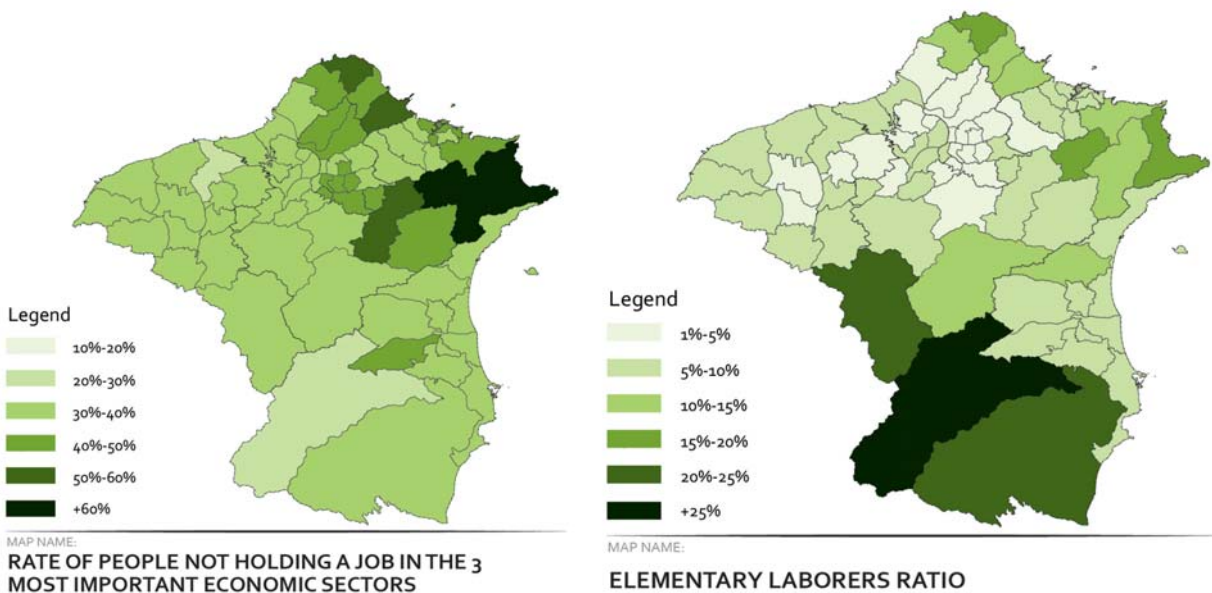 Legend
10%-20%
20%-30%
30%-40%
40%-50%
50%-60%
+60%
MAP NAME:
RATE OF PEOPLE NOT HOLDING A JOB IN THE 3
MOST IMPORTANT ECONOMIC SECTORS
Legend
1%-5%
5%-10%
10%-15%
15%-20%
20%-25%
+25%
MAP NAME:
ELEMENTARY LABORERS RATIO